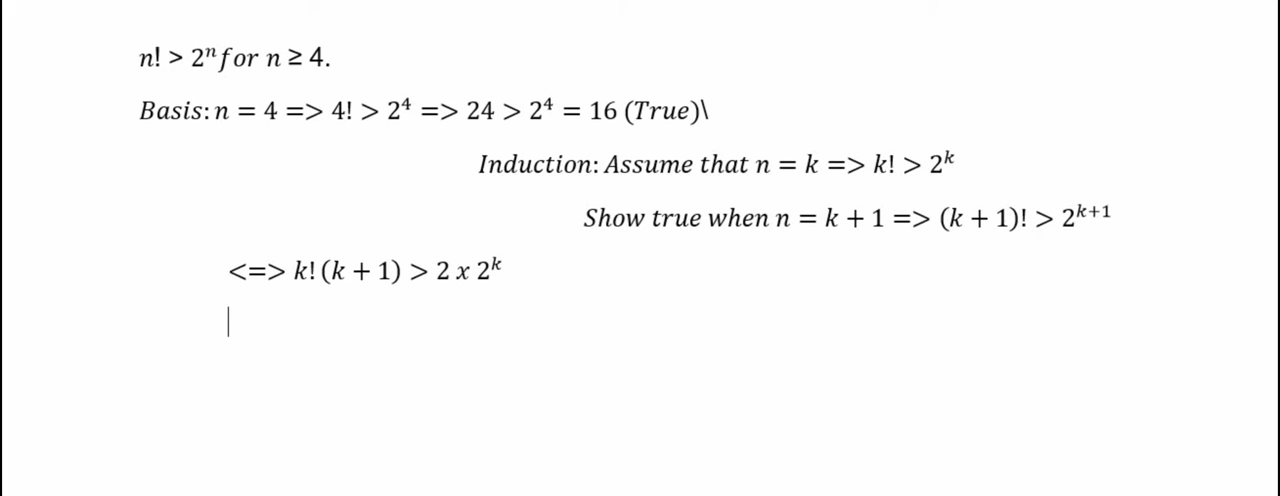 n! > 2ⁿ for n ≥ 4.
Basis: n = 4 => 4! > 2⁴ => 24 > 2⁴ = 16 (True)\
Induction: Assume that n = k => k! > 2ᵏ
Show true when n = k + 1 => (k + 1)! > 2ᵏ⁺¹
<=> k! (k + 1) > 2 x 2ᵏ